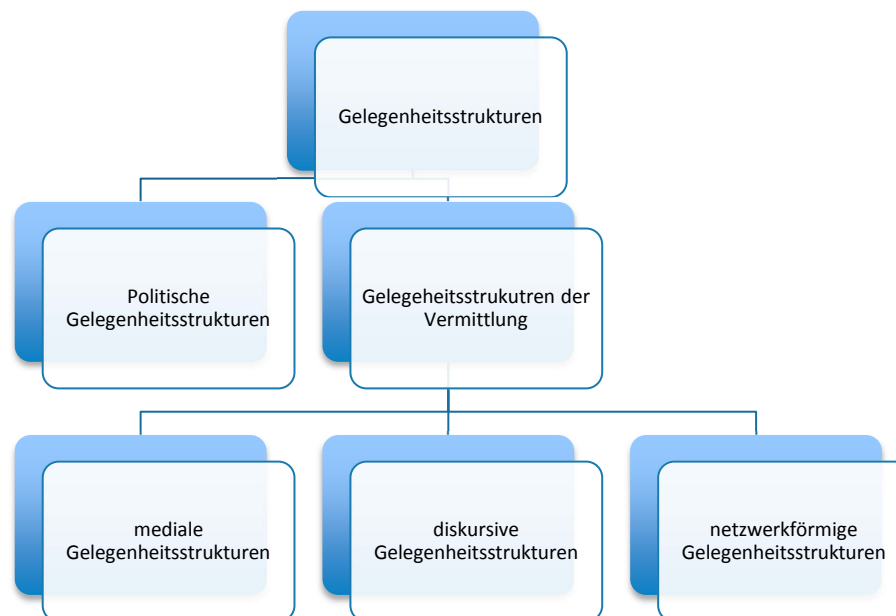 Gelegenheitsstrukturen
Politische
Gelegenheitsstrukturen
Gelegeheitsstrukutren der
Vermittlung
mediale
Gelegenheitsstrukturen
diskursive
Gelegenheitsstrukturen
netzwerkförmige
Gelegenheitsstrukturen